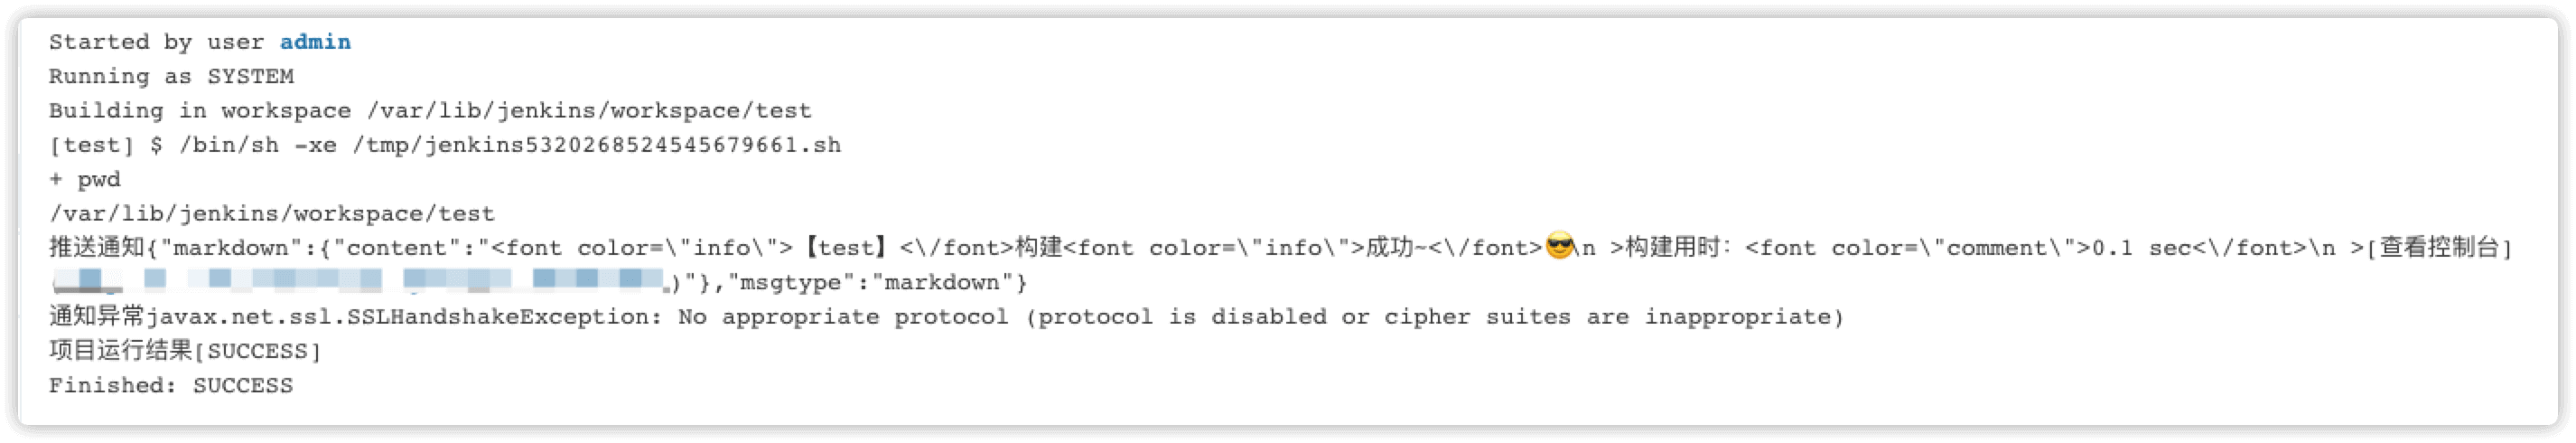 Started by user admin
Running as SYSTEM
Building in workspace /var/lib/jenkins/workspace/test
[test] $ /bin/sh -xe /tmp/jenkins5320268524545679661.sh
+ pwd
/var/lib/jenkins/workspace/test
推送通知{"markdown":{"content":"<font color=\"info\">【test】<\/font>构建<font color=\"info\">成功~<\/font>😎\n >构建用时：<font color=\"comment\">0.1 sec<\/font>\n >[查看控制台]
)"},"msgtype":"markdown"}
通知异常javax.net.ssl.SSLHandshakeException: No appropriate protocol (protocol is disabled or cipher suites are inappropriate)
项目运行结果[SUCCESS]
Finished: SUCCESS